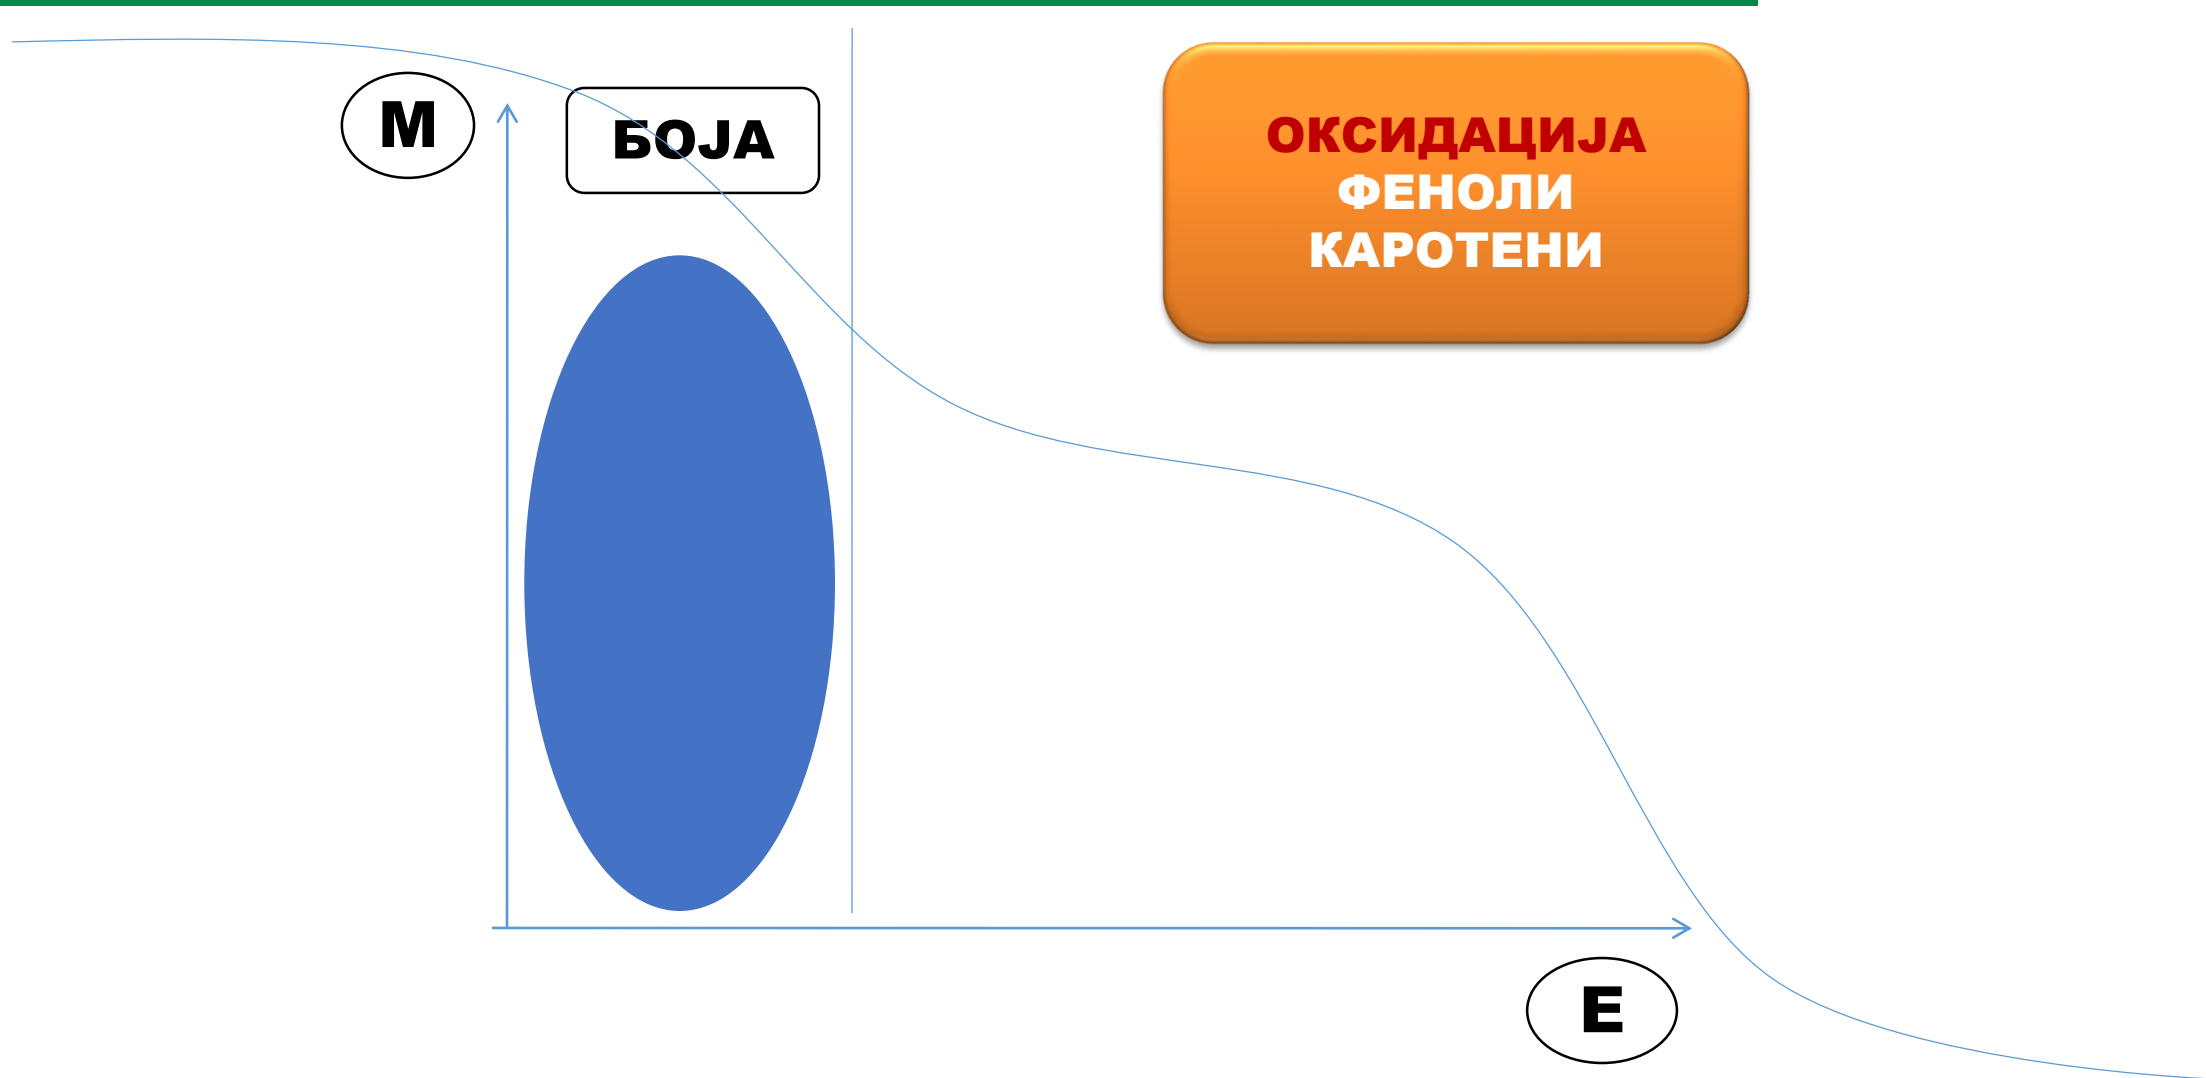 М
БОЈА
ОКСИДАЦИЈА
ФЕНОЛИ
КАРОТЕНИ
Е